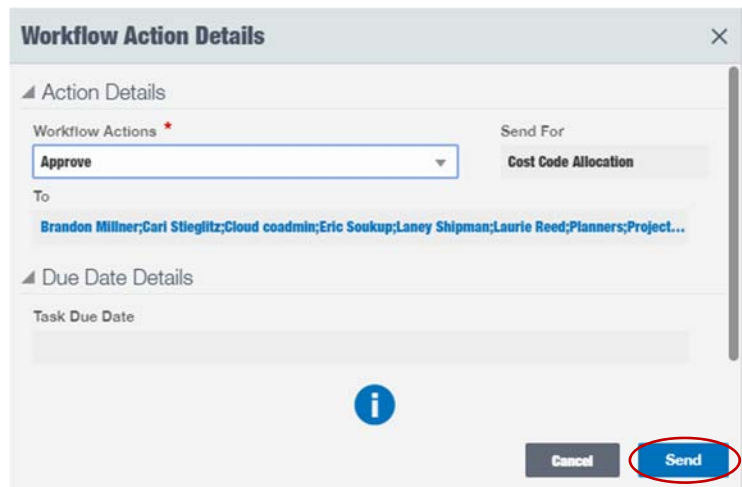 Workflow Action Details
Action Details
Workflow Actions * Send For
Approve Cost Code Allocation
To
Brandon Millner;Cari Stieglitz;Cloud coadmin;Eric Soukup;Laney Shipman;Laurie Reed;Planners;Project...
Due Date Details
Task Due Date
Cancel Send